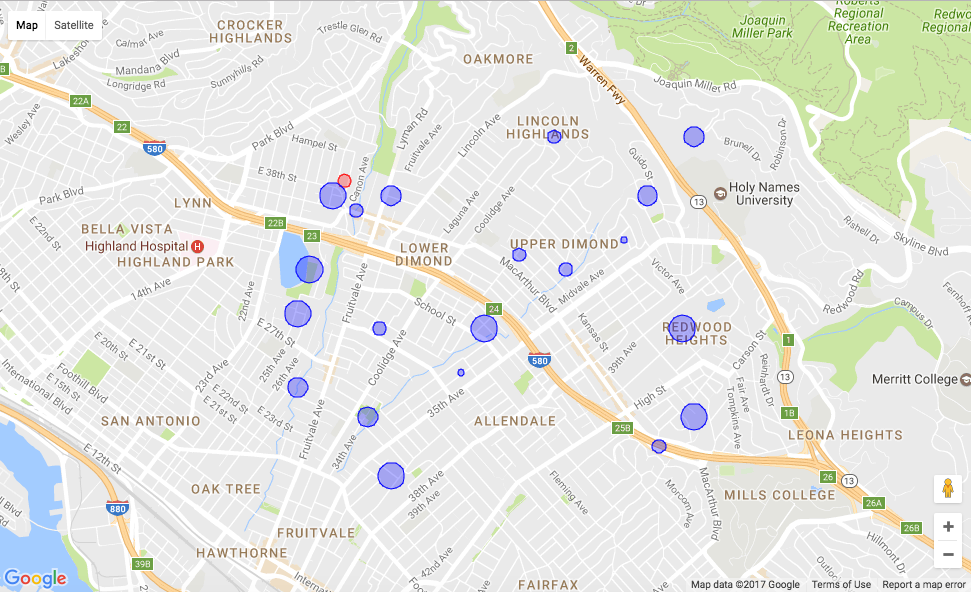 Map
Satellite
CROCKER
HIGHLANDS
Trestle Glen Rd
Calmar Ave
Mandana Blvd
Longridge Rd
Sunnyhills Rd
Lakesho
Wesley Ave
OAKMORE
2
Warren Fwy
Joaquin
Miller Park
Roberts
Regional
Recreation
Area
Redwo
Regional
Joaquin Miller Rd
B
22A
22
580
Park Blvd
Hampel St
E 38th St
Canon Ave
Lyman Rd
Fruitvale Ave
Lincoln Ave
LINCOLN
HIGHLANDS
Guido St
Brunell Dr
Robinson Dr
Holy Names
University
13
Park Blvd
LYNN
E 22nd St
BELLA VISTA
Highland Hospital
H
HIGHLAND PARK
22B
23
Laguna Ave
Coolidge Ave
LOWER
DIMOND
UPPER DIMOND
MacArthur Blvd
Midvale Ave
Victor Ave
Rishell Dr
Skyline Blvd
Redwood Rd
Campus Dr
Fernhoff
8th St
14th Ave
22nd Ave
Fruitvale Ave
School St
24
580
Kansas St
39th Ave
REDWOOD
HEIGHTS
Carson St
1
E 27th St
E 21st St
E 20th St
Foothill Blvd
E 15th St
International Blvd
23rd Ave
25th Ave
26th Ave
E 22nd St
E 21st St
E 23rd St
Coolidge Ave
35th Ave
High St
Fair Ave
Tompkins Ave
Reinhardt Dr
13
Merritt College
1B
SAN ANTONIO
Fruitvale Ave
34th Ave
ALLENDALE
25B
LEONA HEIGHTS
E 12th St
OAK TREE
880
38th Ave
39th Ave
Fleming Ave
Morcom Ave
MacArthur Blvd
MILLS COLLEGE
26
13
26A
26B
FRUITVALE
HAWTHORNE
39B
E 42nd Ave
FAIRFAX
Hillmont Dr
Outlo
+
−
Google
Map data ©2017 Google
Terms of Use
Report a map error